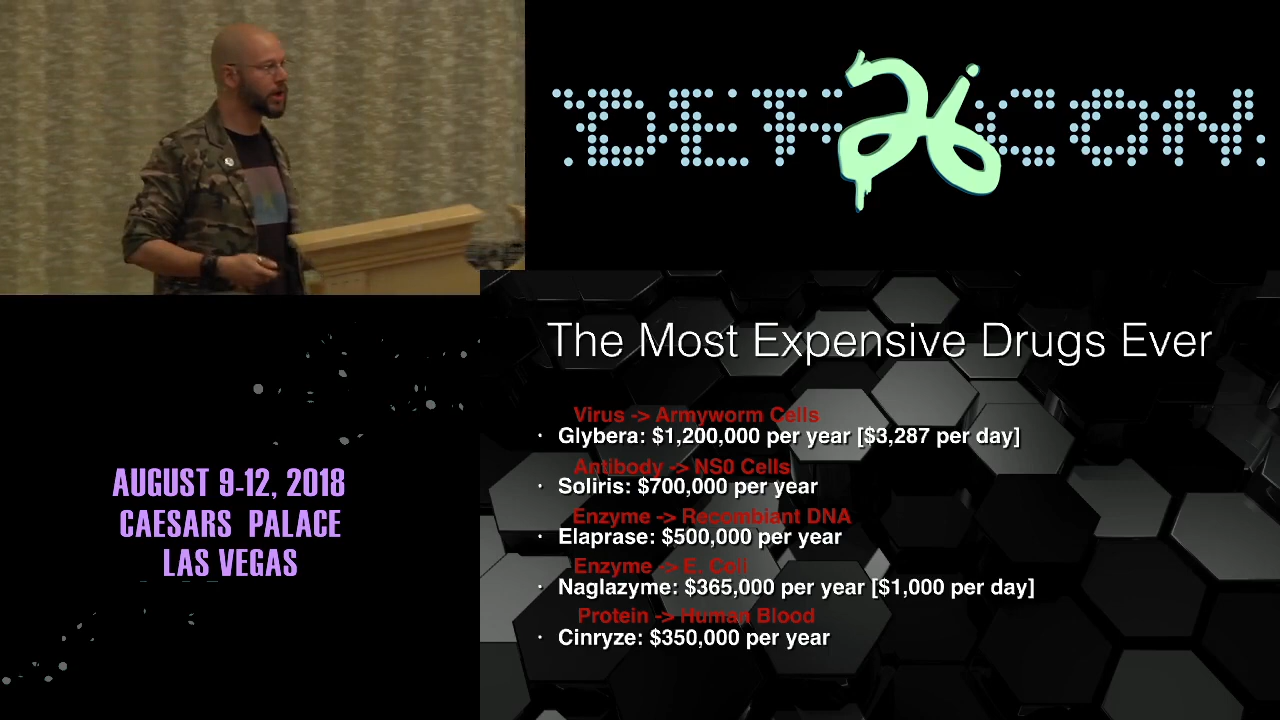 DEF 26 CON
The Most Expensive Drugs Ever
Virus -> Armyworm Cells
· Glybera: $1,200,000 per year [$3,287 per day]
Antibody -> NS0 Cells
· Soliris: $700,000 per year
Enzyme -> Recombiant DNA
· Elaprase: $500,000 per year
Enzyme -> E. Coli
· Naglazyme: $365,000 per year [$1,000 per day]
Protein -> Human Blood
· Cinryze: $350,000 per year
AUGUST 9-12, 2018
CAESARS PALACE
LAS VEGAS